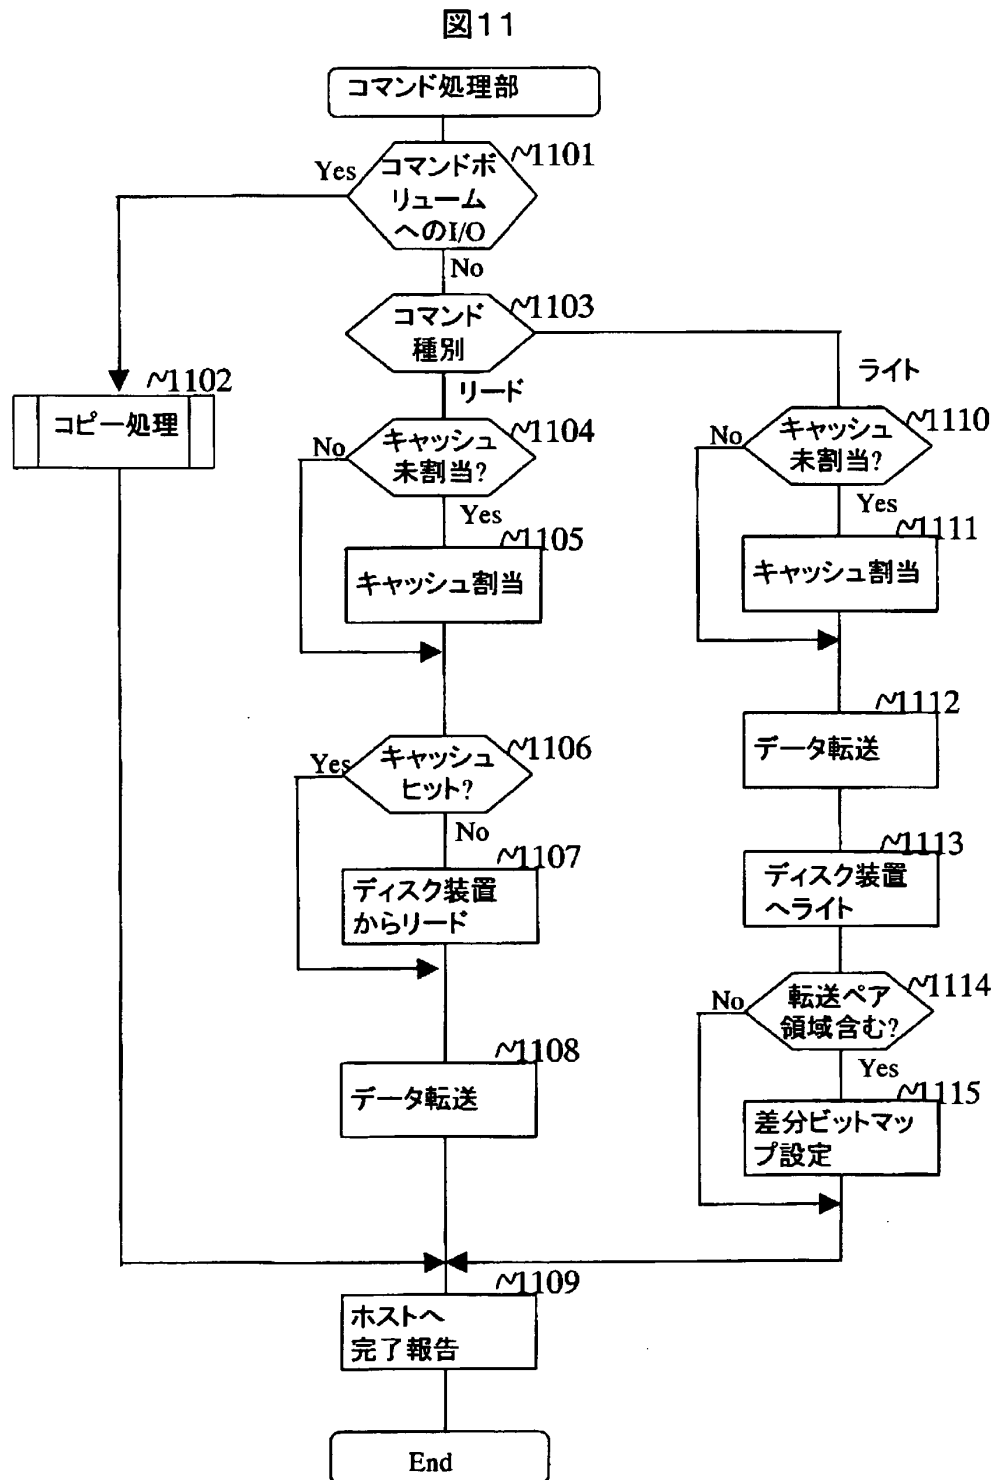 図11
コマンド処理部
1101
Yes
コマンドボ
リューム
へのI/O
No
1103
コマンド
種別
1102
コピー処理
リード
ライト
1104
No
キャッシュ
未割当?
Yes
1105
キャッシュ割当
1106
Yes
キャッシュ
ヒット?
No
1107
ディスク装置
からリード
1108
データ転送
1110
No
キャッシュ
未割当?
Yes
1111
キャッシュ割当
1112
データ転送
1113
ディスク装置
へライト
1114
No
転送ペア
領域含む?
Yes
1115
差分ビットマッ
プ設定
1109
ホストへ
完了報告
End